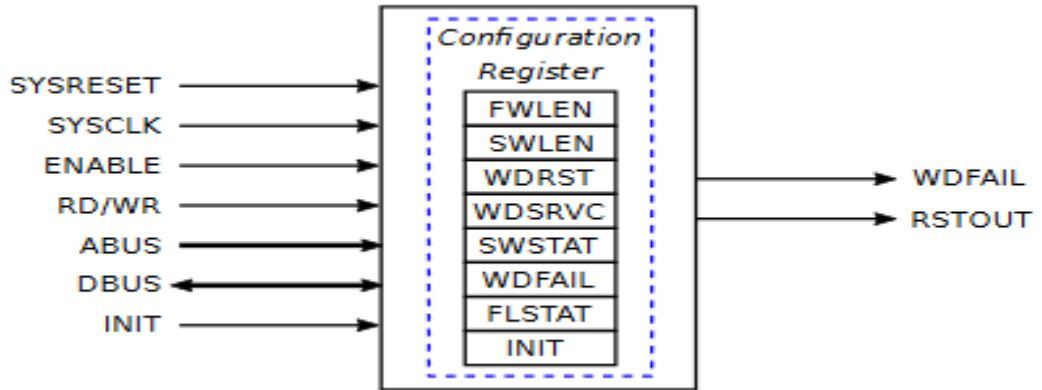 Configuration
Register
SYSRESET
SYSCLK
ENABLE
RD/WR
ABUS
DBUS
INIT
FWLEN
SWLEN
WDRST
WDSRVC
SWSTAT
WDFAIL
FLSTAT
INIT
WDFAIL
RSTOUT